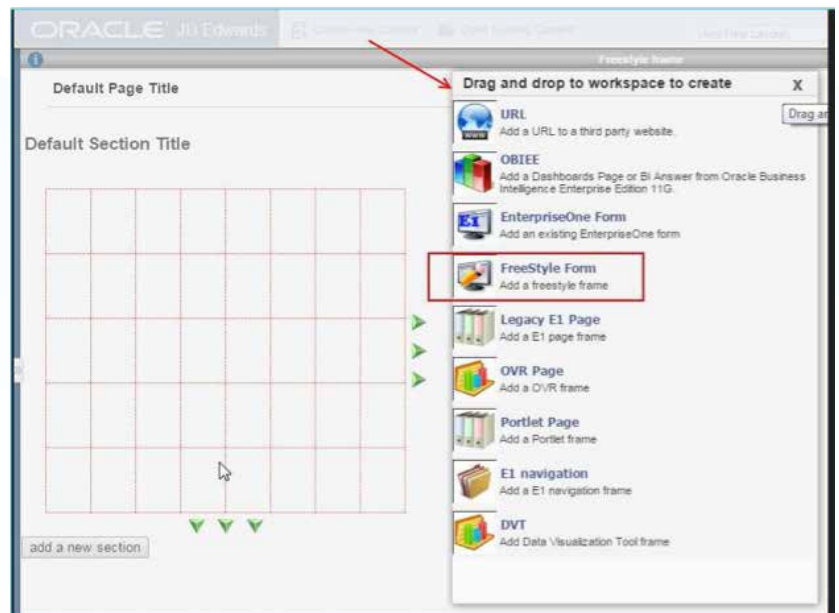 ORACLE JD Edwards
Freestyle frame
Default Page Title
Default Section Title
add a new section
Drag and drop to workspace to create X
Drag an
URL
Add a URL to a third party website.
OBIEE
Add a Dashboards Page or BI Answer from Oracle Business
Intelligence Enterprise Edition 11G.
EnterpriseOne Form
Add an existing EnterpriseOne form
FreeStyle Form
Add a freestyle frame
Legacy E1 Page
Add a E1 page frame
OVR Page
Add a OVR frame
Portlet Page
Add a Portlet frame
E1 navigation
Add a E1 navigation frame
DVT
Add Data Visualization Tool frame
WWW
E1